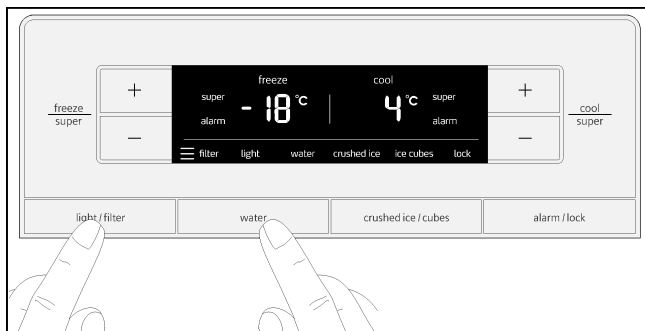 freeze cool
super -18 °C 4 °C super
alarm alarm
filter light water crushed ice ice cubes lock
freeze
super
+
−
+
−
cool
super
light / filter water crushed ice / cubes alarm / lock